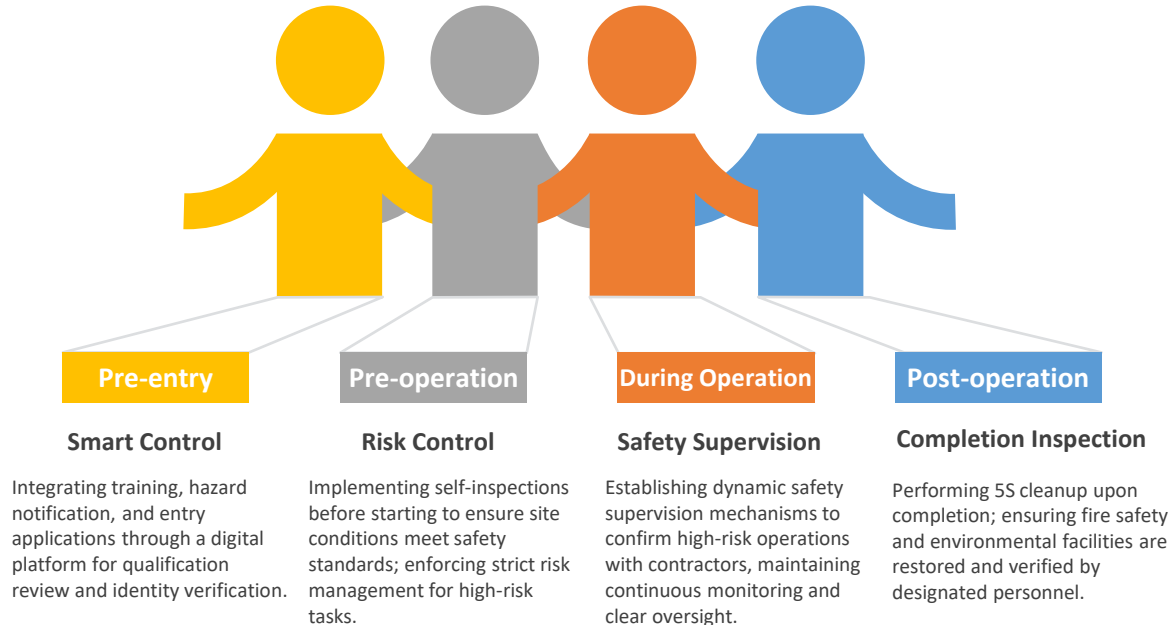 Pre-entry
Smart Control
Integrating training, hazard
notification, and entry
applications through a digital
platform for qualification
review and identity verification.
Pre-operation
Risk Control
Implementing self-inspections
before starting to ensure site
conditions meet safety
standards; enforcing strict risk
management for high-risk
tasks.
During Operation
Safety Supervision
Establishing dynamic safety
supervision mechanisms to
confirm high-risk operations
with contractors, maintaining
continuous monitoring and
clear oversight.
Post-operation
Completion Inspection
Performing 5S cleanup upon
completion; ensuring fire safety
and environmental facilities are
restored and verified by
designated personnel.